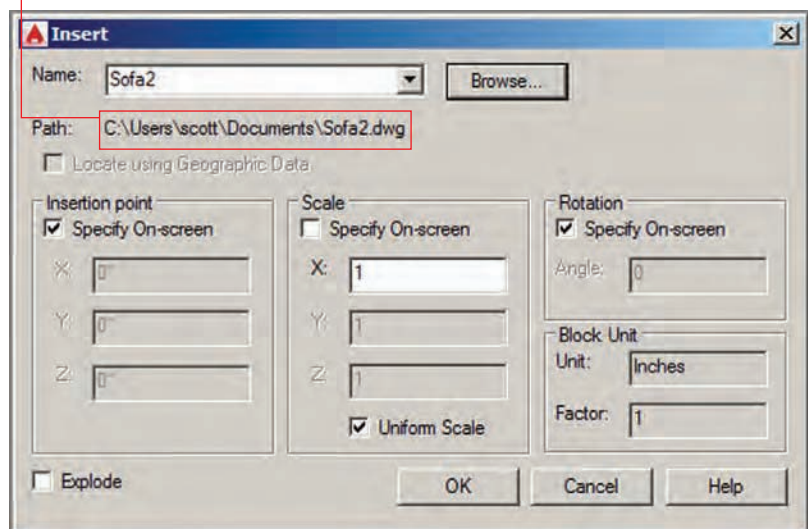 Insert
Name: Sofa2 Browse...
Path: C:\Users\scott\Documents\Sofa2.dwg
Locate using Geographic Data
Insertion point
Specify On-screen
X: 0"
Y: 0"
Z: 0"
Scale
Specify On-screen
X: 1
Y: 1
Z: 1
Uniform Scale
Rotation
Specify On-screen
Angle: 0
Block Unit
Unit: Inches
Factor: 1
Explode
OK Cancel Help